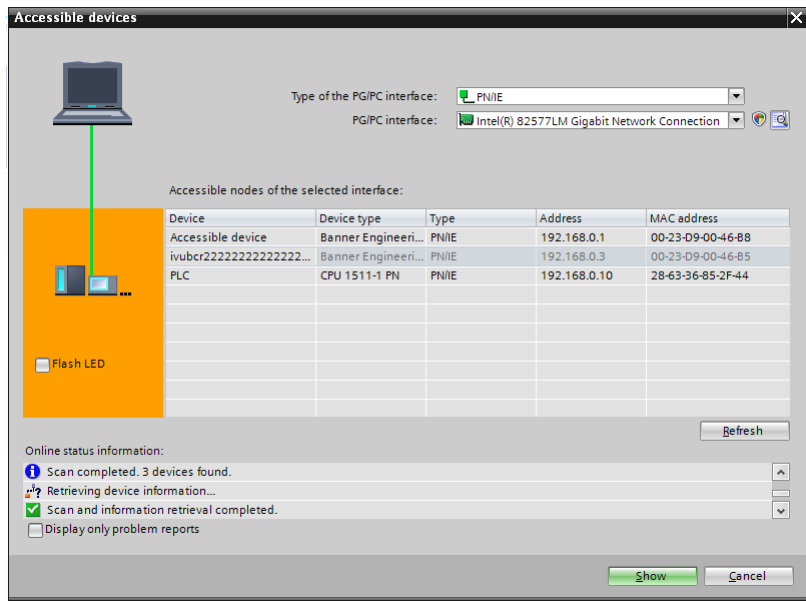 Accessible devices
Type of the PG/PC interface: PN/IE
PG/PC interface: Intel(R) 82577LM Gigabit Network Connection
Accessible nodes of the selected interface:
Device Device type Type Address MAC address
Accessible device Banner Engineeri... PN/IE 192.168.0.1 00-23-D9-00-46-B8
ivubcr22222222222222... Banner Engineeri... PN/IE 192.168.0.3 00-23-D9-00-46-B5
PLC CPU 1511-1 PN PN/IE 192.168.0.10 28-63-36-85-2F-44
Flash LED
Refresh
Online status information:
Scan completed. 3 devices found.
Retrieving device information...
Scan and information retrieval completed.
Display only problem reports
Show Cancel